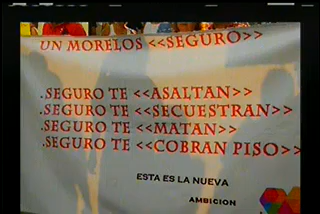 UN MORELOS <<SEGURO>>
.SEGURO TE <<ASALTAN>>
.SEGURO TE <<SECUESTRAN>>
.SEGURO TE <<MATAN>>
.SEGURO TE <<COBRAN PISO>>
ESTA ES LA NUEVA
AMBICION